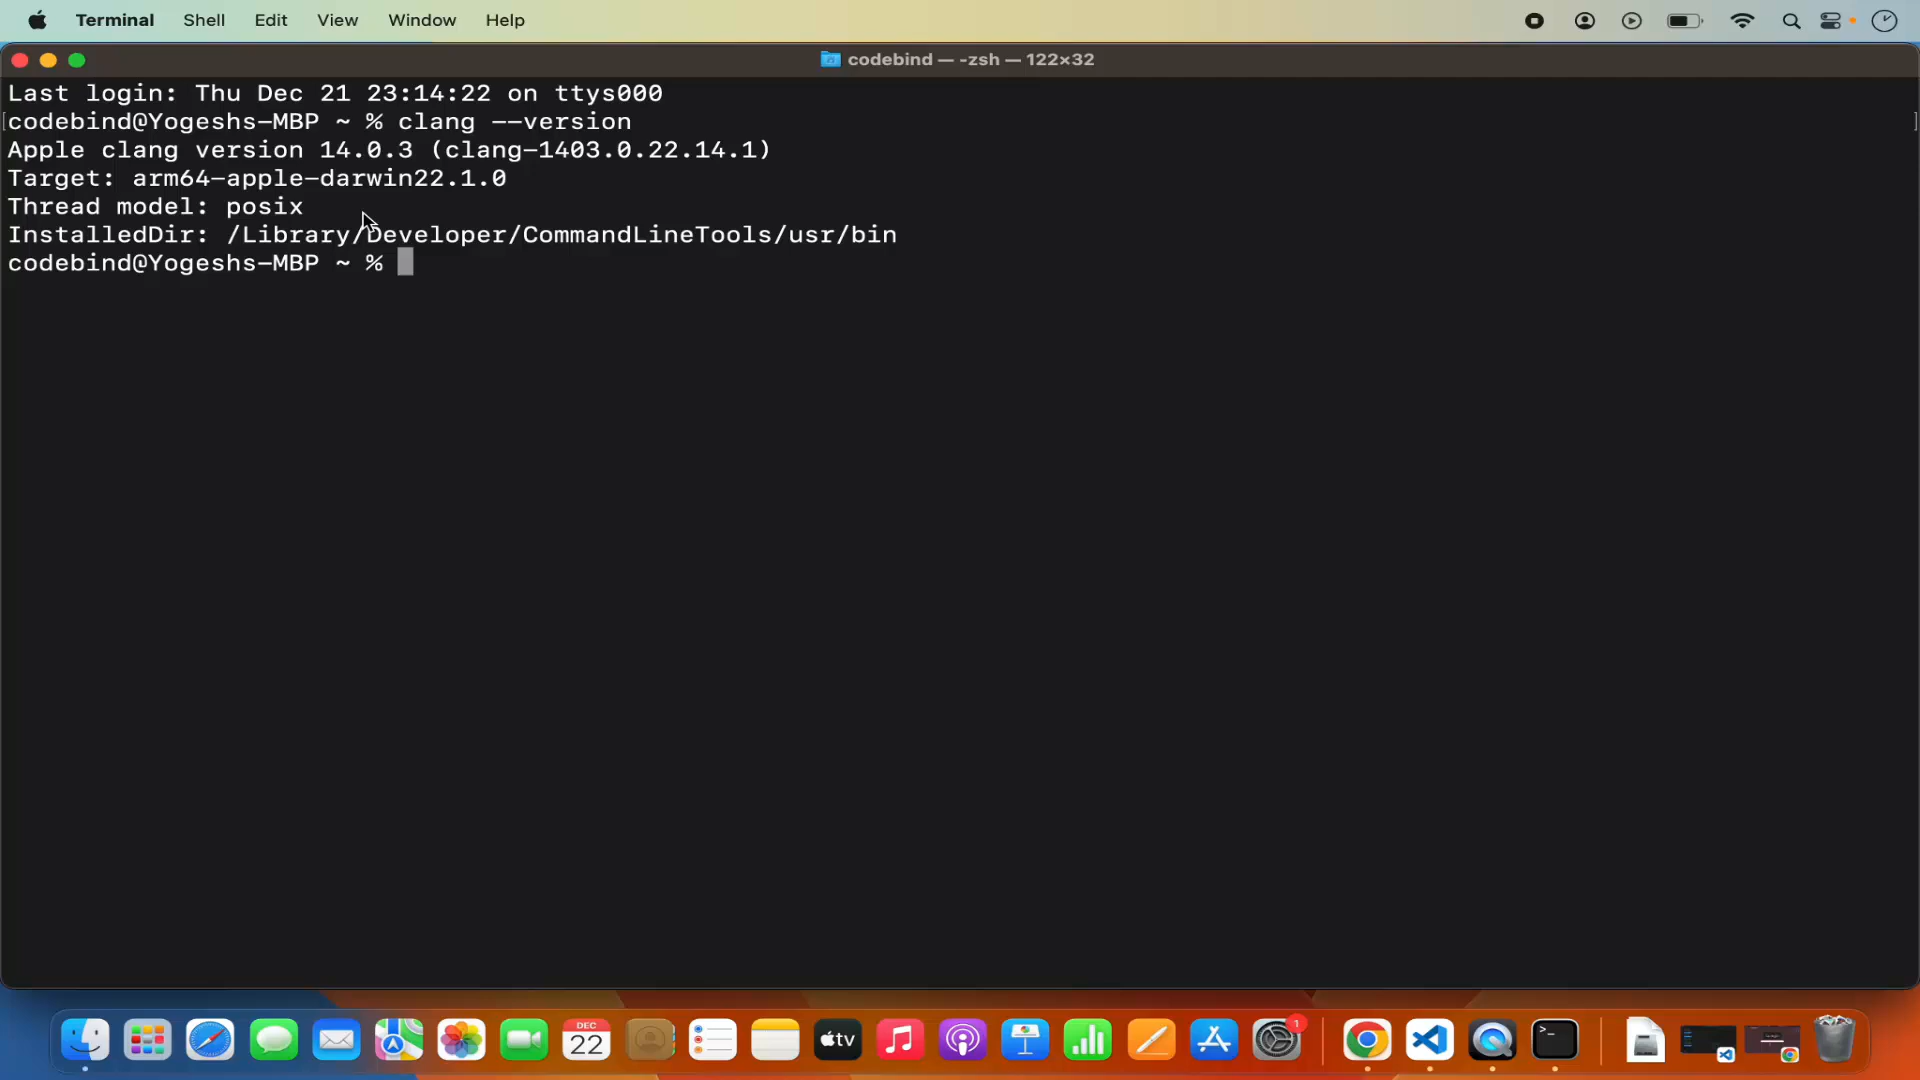 Terminal Shell Edit View Window Help
codebind — -zsh — 122×32
Last login: Thu Dec 21 23:14:22 on ttys000
[codebind@Yogeshs-MBP ~ % clang --version ]
Apple clang version 14.0.3 (clang-1403.0.22.14.1)
Target: arm64-apple-darwin22.1.0
Thread model: posix
InstalledDir: /Library/Developer/CommandLineTools/usr/bin
codebind@Yogeshs-MBP ~ %
DEC
22
tv
1
>_